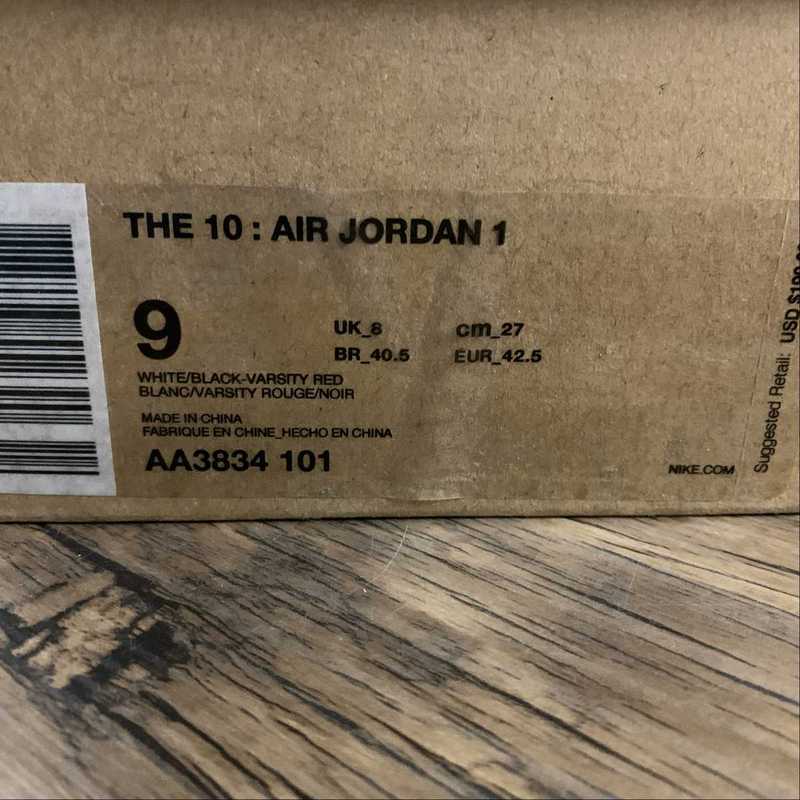 THE 10 : AIR JORDAN 1
9
UK_8 cm_27
BR_40.5 EUR_42.5
WHITE/BLACK-VARSITY RED
BLANC/VARSITY ROUGE/NOIR
MADE IN CHINA
FABRIQUE EN CHINE_HECHO EN CHINA
AA3834 101
NIKE.COM
Suggested Retail: USD